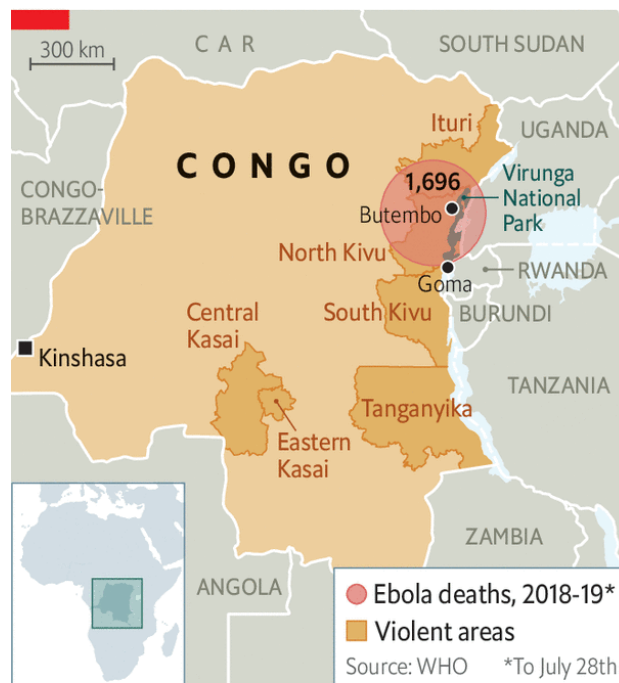 300 km
CAR
SOUTH SUDAN
Ituri
UGANDA
CONGO
1,696
Virunga
National
Park
CONGO-
BRAZZAVILLE
Butembo
North Kivu
Goma
RWANDA
Central
Kasai
South Kivu
BURUNDI
Kinshasa
TANZANIA
Tanganyika
Eastern
Kasai
ZAMBIA
ANGOLA
Ebola deaths, 2018-19*
Violent areas
Source: WHO *To July 28th